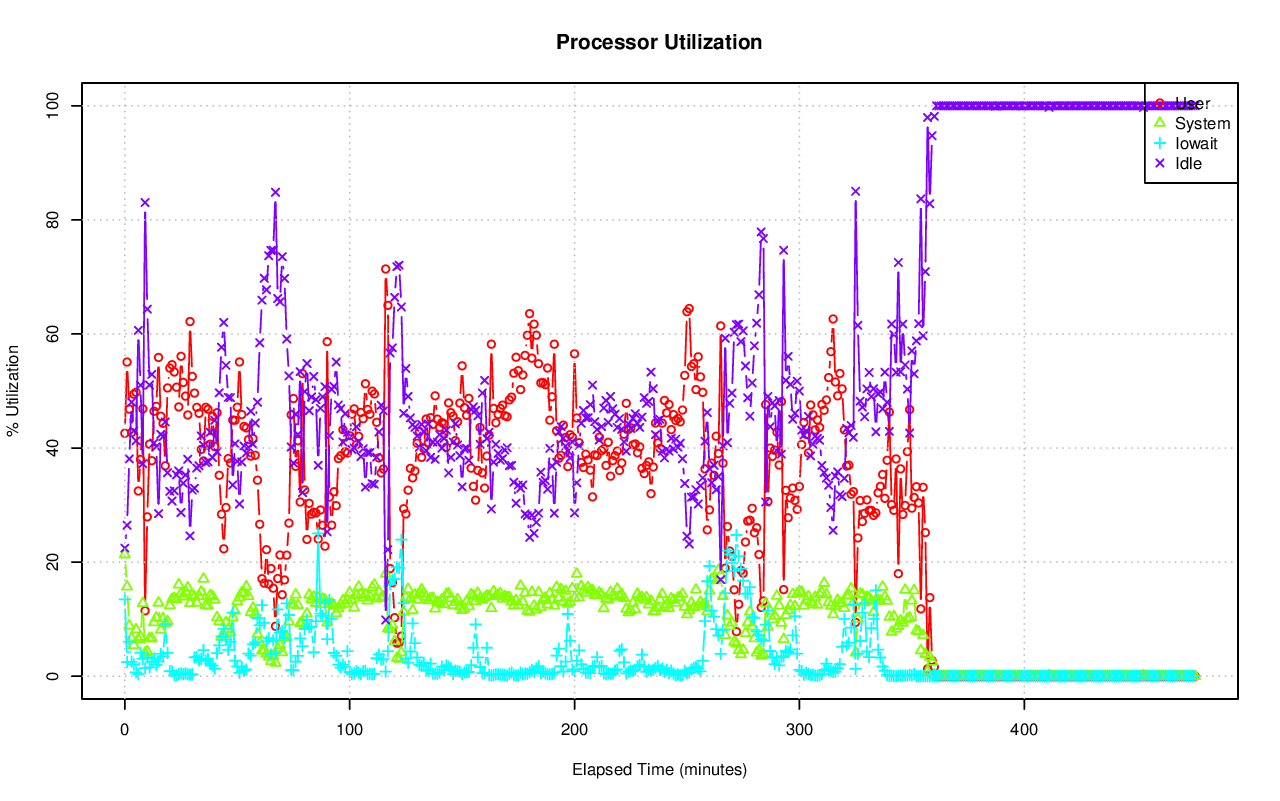 Processor Utilization
% Utilization
100
80
60
40
20
0
User
System
Iowait
Idle
0 100 200 300 400
Elapsed Time (minutes)